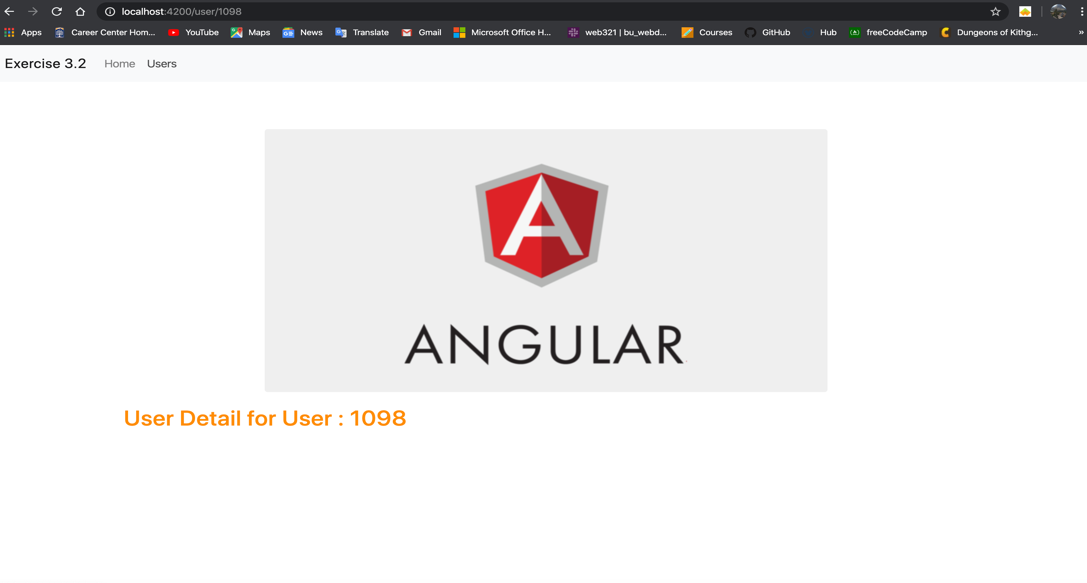 localhost:4200/user/1098
Apps Career Center Hom... YouTube Maps News Translate Gmail Microsoft Office H... web321 | bu_webd... Courses GitHub Hub freeCodeCamp Dungeons of Kithg... »
Exercise 3.2 Home Users
ANGULAR
User Detail for User : 1098